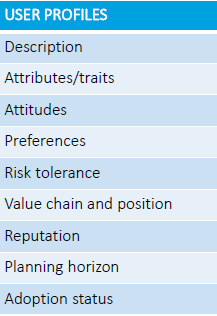 USER PROFILES
Description
Attributes/traits
Attitudes
Preferences
Risk tolerance
Value chain and position
Reputation
Planning horizon
Adoption status